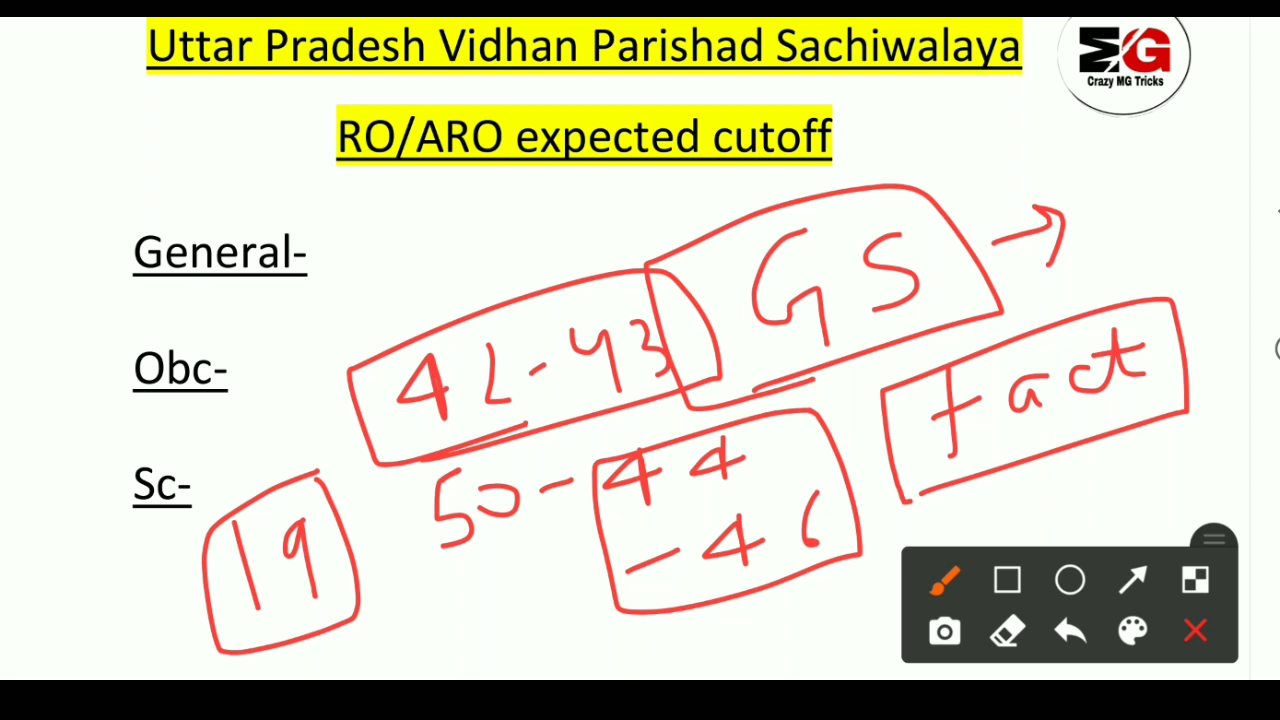 Uttar Pradesh Vidhan Parishad Sachiwalaya
MG
Crazy MG Tricks
RO/ARO expected cutoff
General-
GS
Obc-
42-43
Fact
Sc-
50-44
-46
19